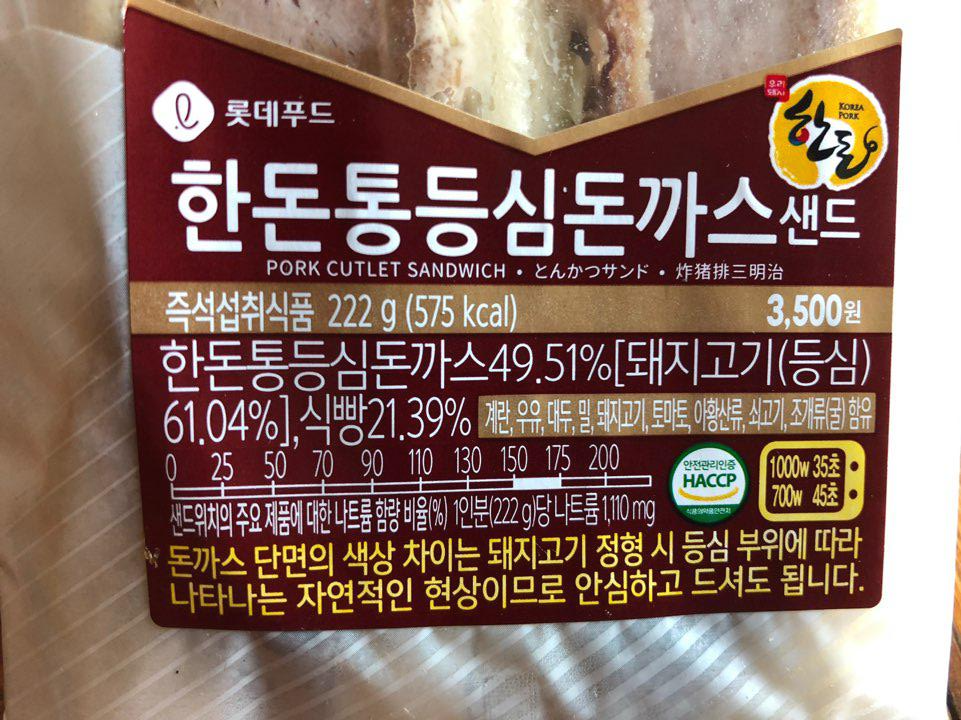 롯데푸드
우리돼지
한돈
KOREA
PORK
한돈통등심돈까스샌드
PORK CUTLET SANDWICH • とんかつサンド • 炸猪排三明治
즉석섭취식품 222 g (575 kcal) 3,500원
한돈통등심돈까스49.51%[돼지고기(등심)
61.04%],식빵21.39% 계란, 우유, 대두, 밀, 돼지고기, 토마토, 아황산류, 쇠고기, 조개류(굴) 함유
0 25 50 70 90 110 130 150 175 200
샌드위치의 주요 제품에 대한 나트륨 함량 비율(%) 1인분(222 g)당 나트륨 1,110 mg
안전관리인증
HACCP
식품의약품안전처
1000w 35초
700w 45초
돈까스 단면의 색상 차이는 돼지고기 정형 시 등심 부위에 따라
나타나는 자연적인 현상이므로 안심하고 드셔도 됩니다.